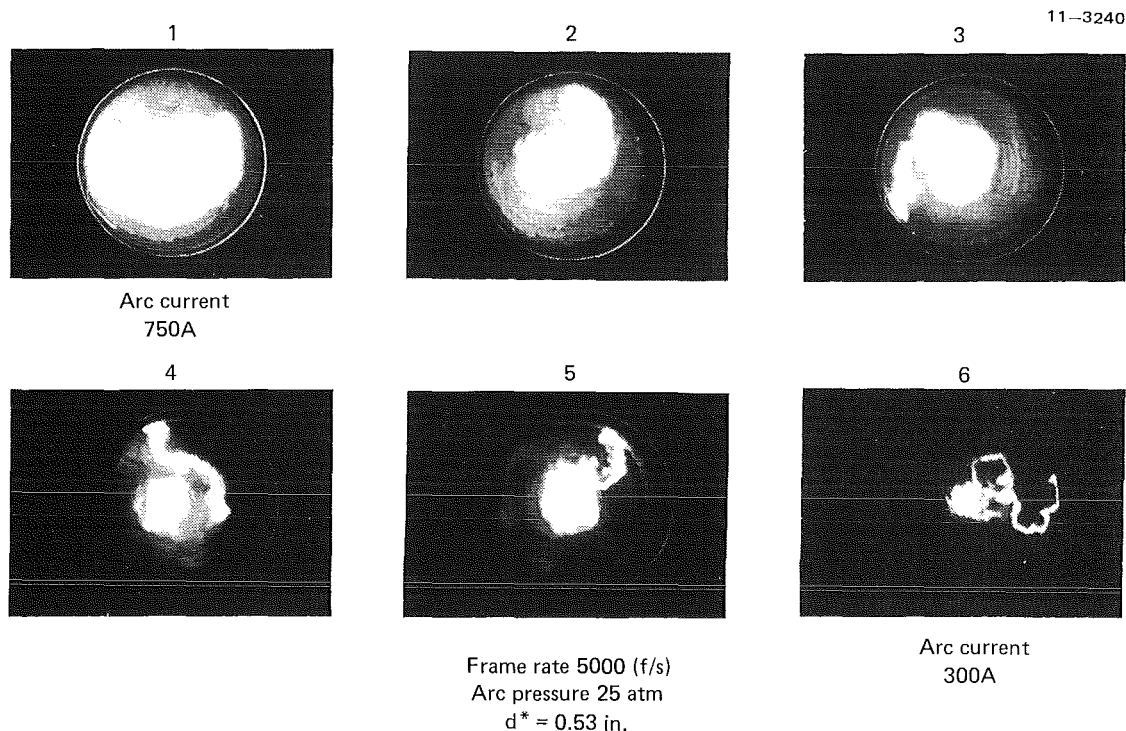 11-3240
1
2
3
Arc current
750A
4
5
6
Frame rate 5000 (f/s)
Arc pressure 25 atm
d* = 0.53 in.
Arc current
300A